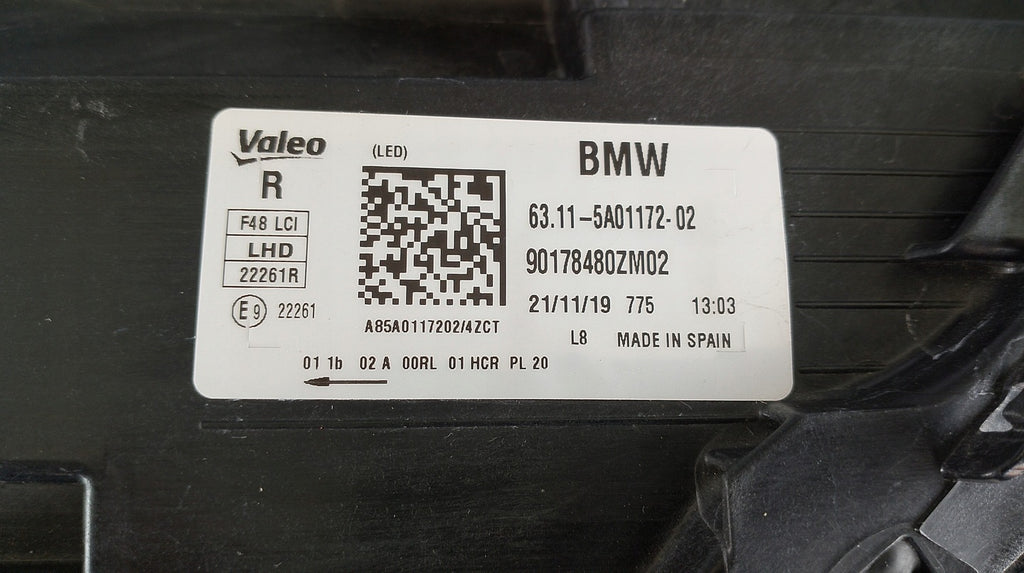 Valeo
R
F48 LCI
LHD
22261R
E9 22261
(LED)
A85A0117202/4ZCT
BMW
63.11-5A01172-02
90178480ZM02
21/11/19 775 13:03
L8 MADE IN SPAIN
01 1b 02 A 00RL 01 HCR PL 20